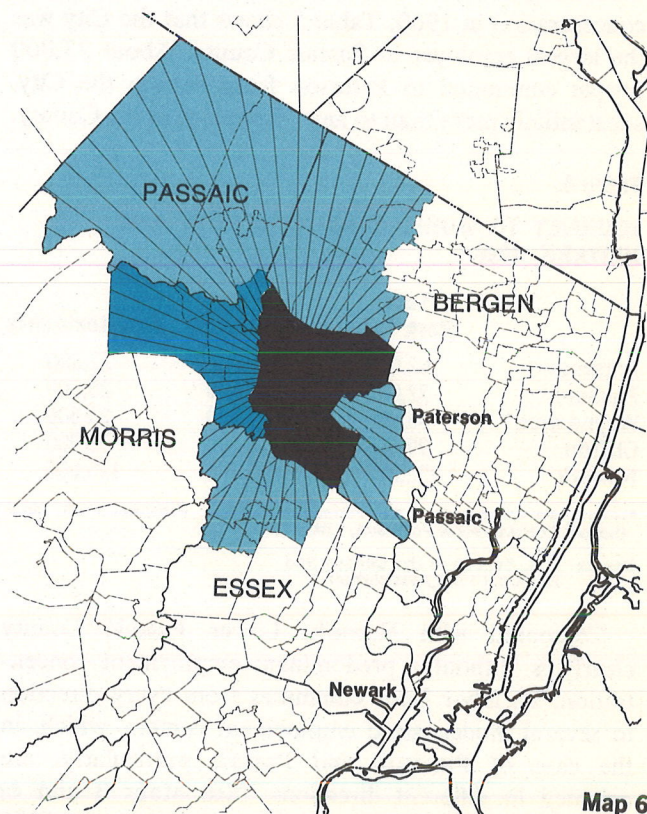 PASSAIC
BERGEN
MORRIS
Paterson
Passaic
ESSEX
Newark
Map 6